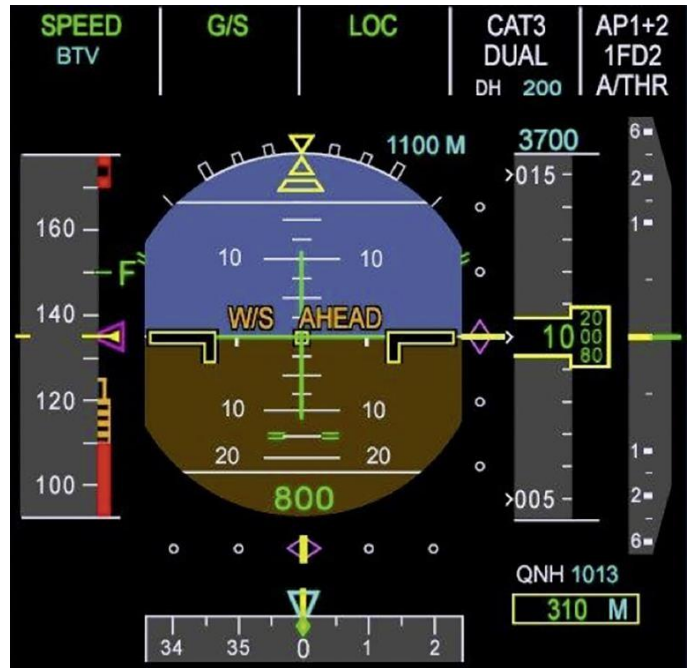 SPEED G/S LOC CAT3 AP1+2
BTV DUAL 1FD2
DH 200 A/THR
1100 M 3700
6
015 2
160 1
10 10
F
140 W/S AHEAD 20
10 00
80
120
10 10
20 20 1
100 800 005 2
6
QNH 1013
310 M
34 35 0 1 2